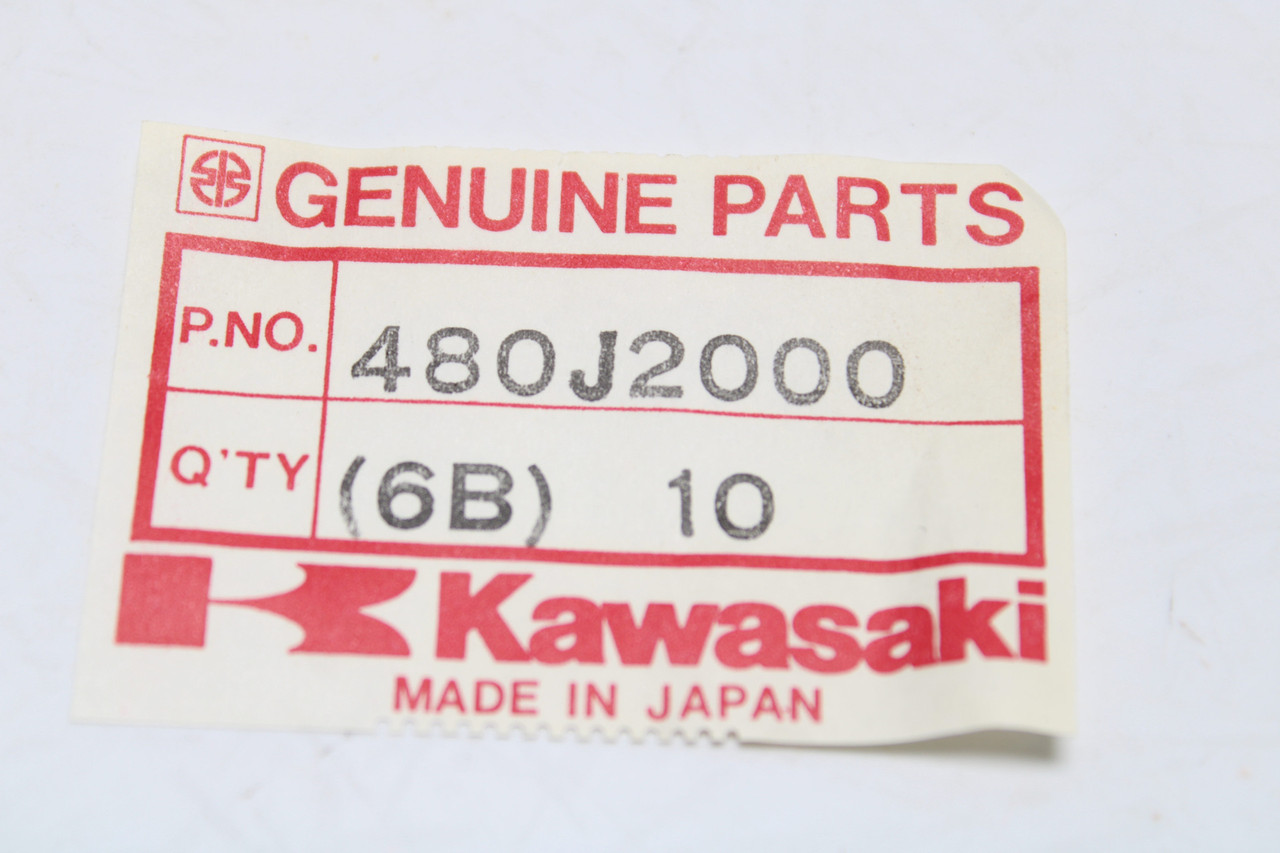 GENUINE PARTS
P.NO. 480J2000
Q'TY (6B) 10
Kawasaki
MADE IN JAPAN